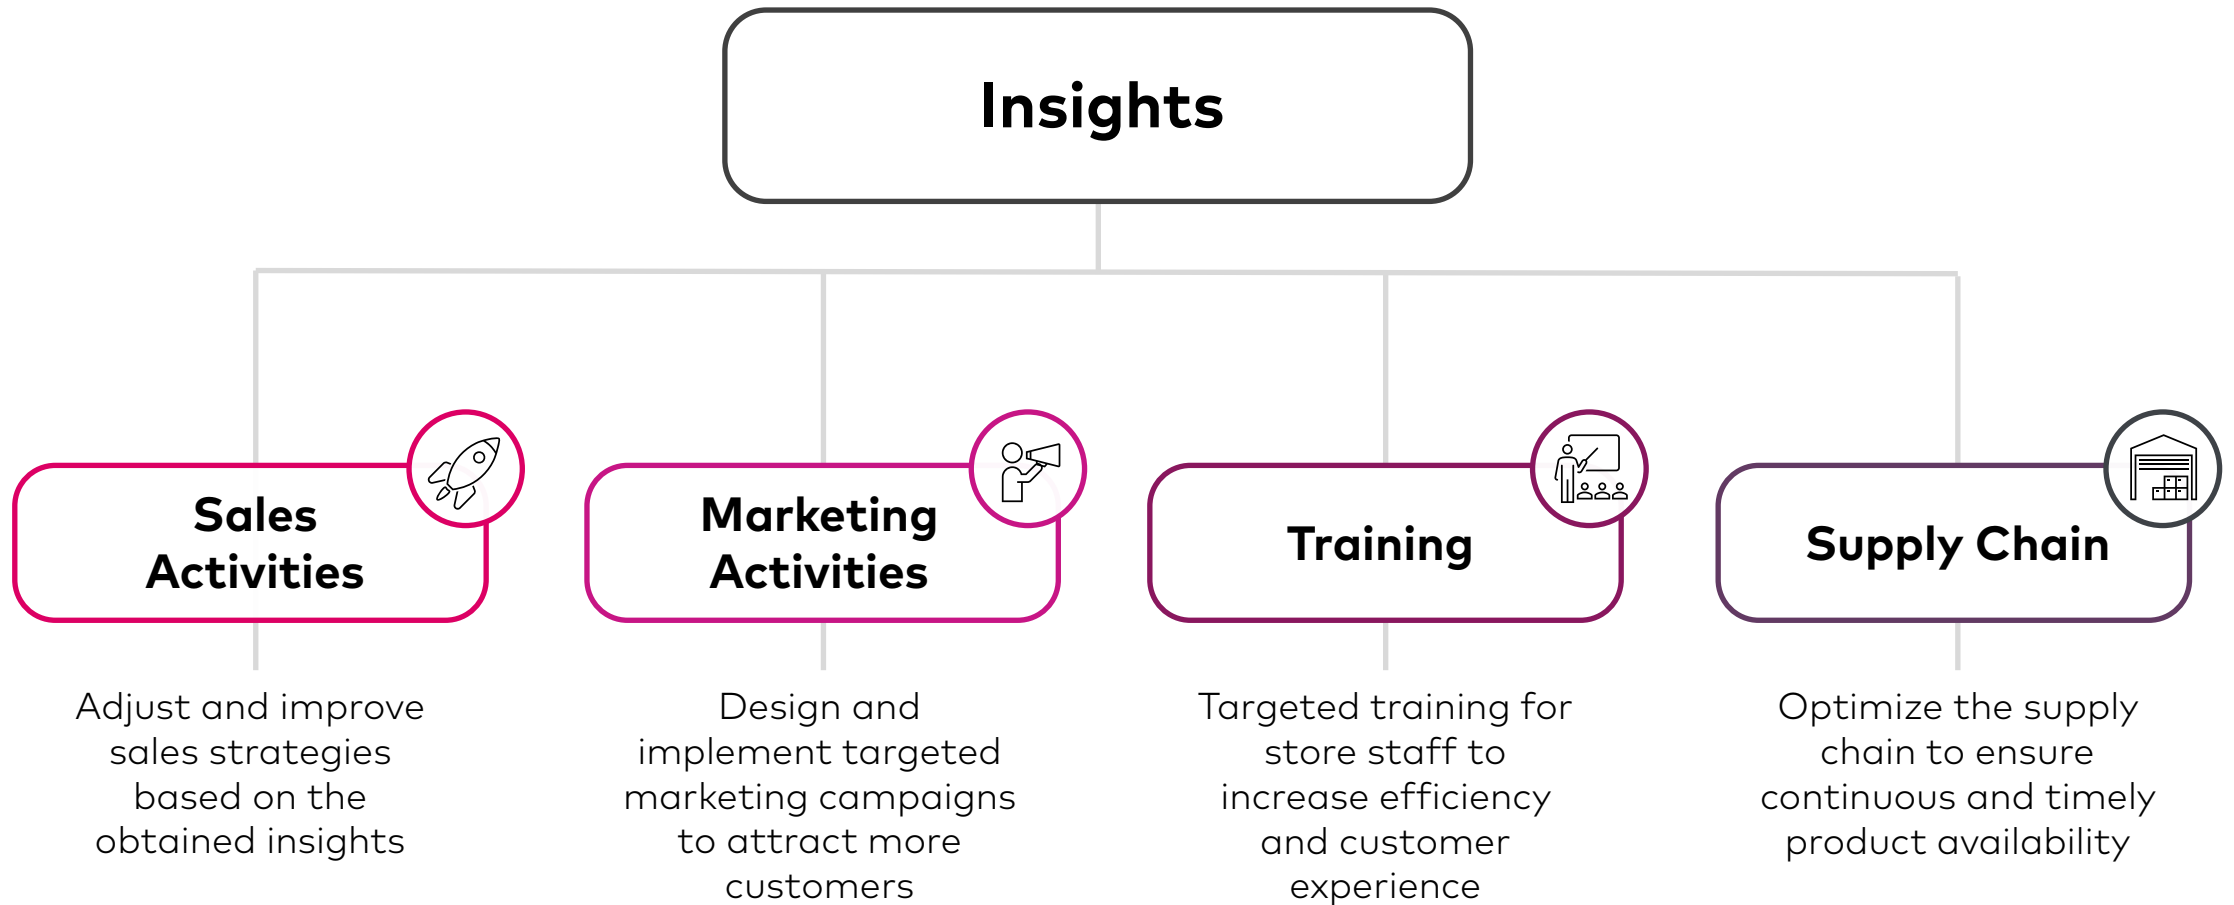 Insights
Sales
Activities
Adjust and improve
sales strategies
based on the
obtained insights
Marketing
Activities
Design and
implement targeted
marketing campaigns
to attract more
customers
Training
Targeted training for
store staff to
increase efficiency
and customer
experience
Supply Chain
Optimize the supply
chain to ensure
continuous and timely
product availability